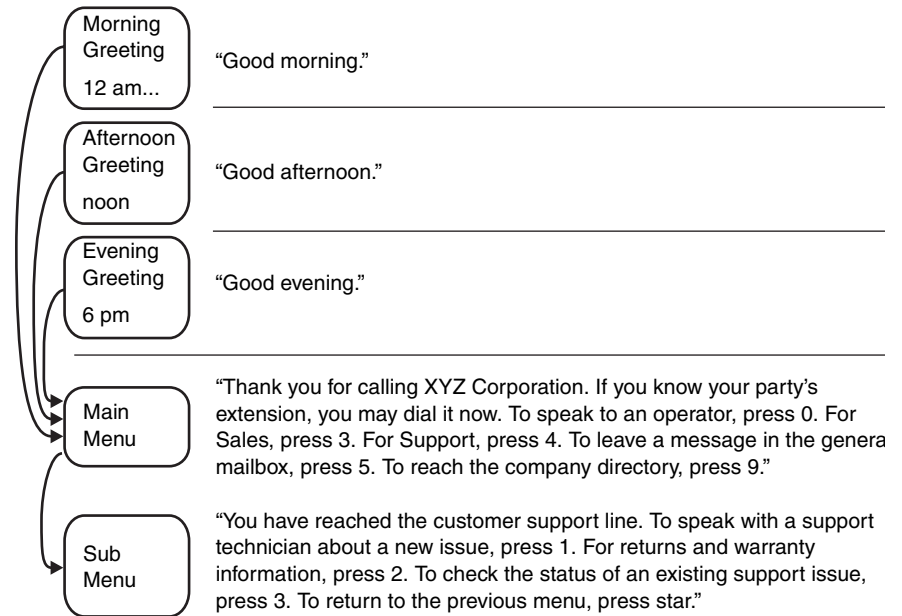 Morning
Greeting
12 am...
“Good morning.”
Afternoon
Greeting
noon
“Good afternoon.”
Evening
Greeting
6 pm
“Good evening.”
Main
Menu
“Thank you for calling XYZ Corporation. If you know your party’s
extension, you may dial it now. To speak to an operator, press 0. For
Sales, press 3. For Support, press 4. To leave a message in the genera
mailbox, press 5. To reach the company directory, press 9.”
Sub
Menu
“You have reached the customer support line. To speak with a support
technician about a new issue, press 1. For returns and warranty
information, press 2. To check the status of an existing support issue,
press 3. To return to the previous menu, press star.”